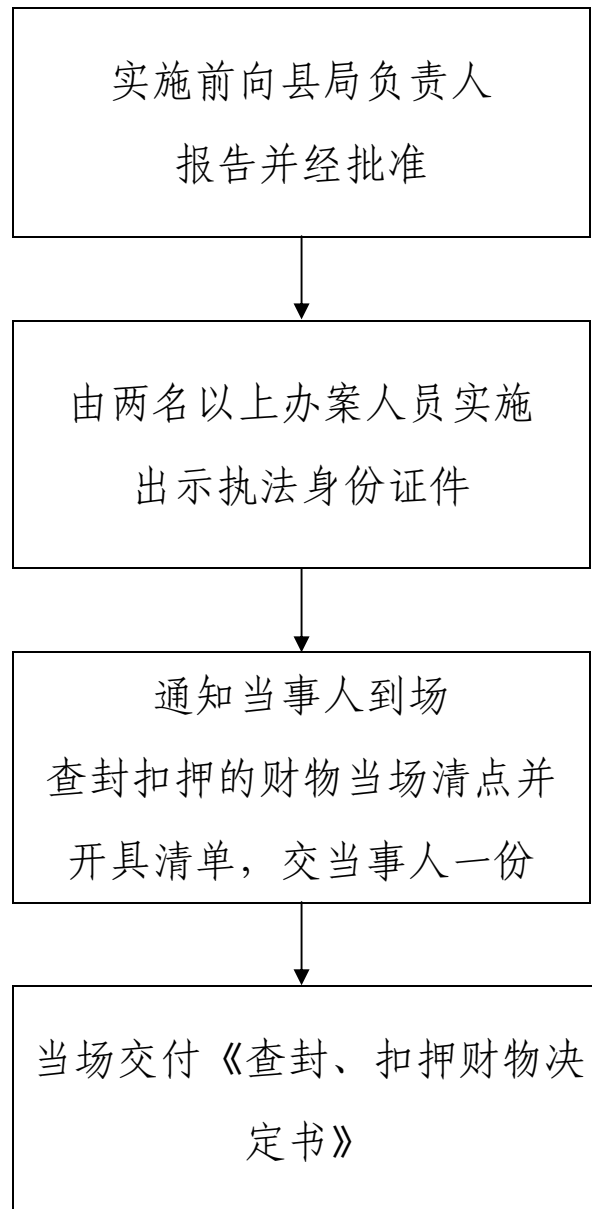 实施前向县局负责人
报告并经批准
由两名以上办案人员实施
出示执法身份证件
通知当事人到场
查封扣押的财物当场清点并
开具清单，交当事人一份
当场交付《查封、扣押财物决
定书》